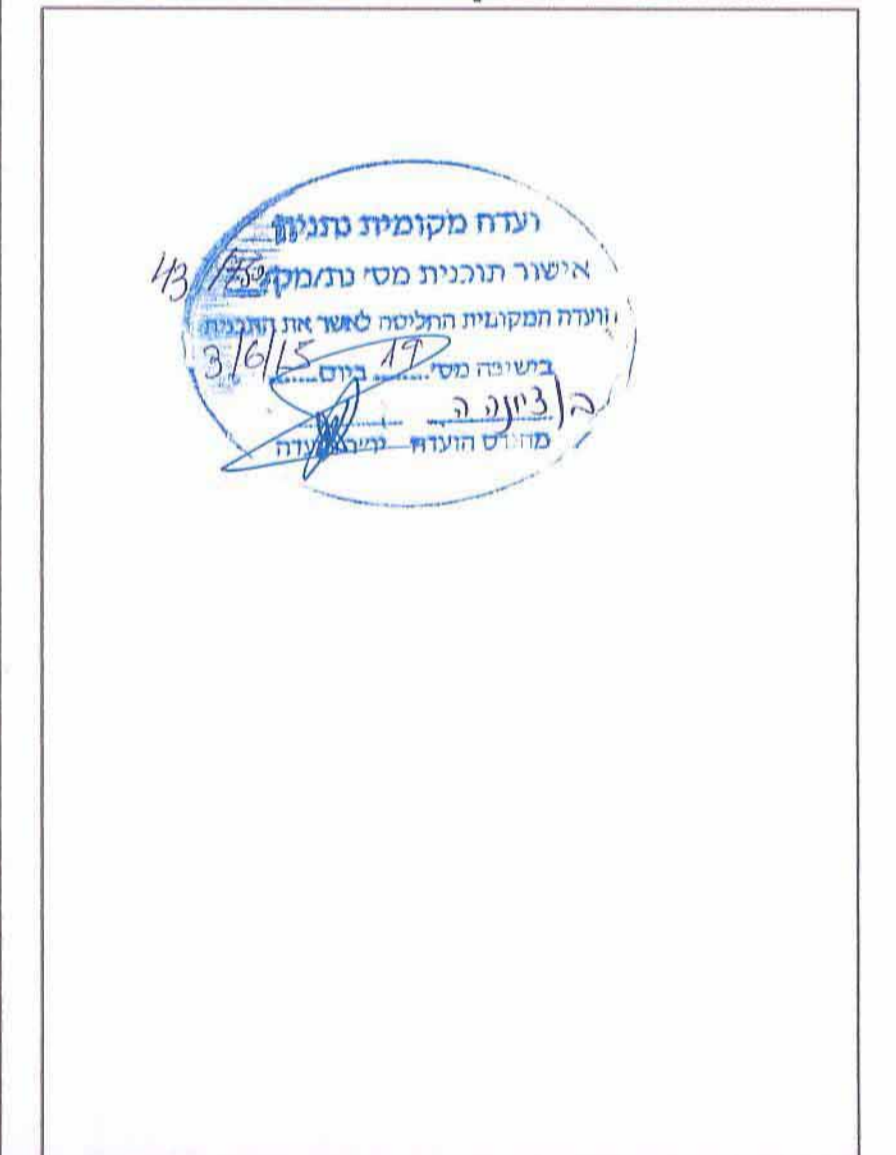 ועדה מקומית נתניה
אישור תוכנית מס' נת/מק/ 43
הועדה המקומית החליטה לאשר את התכנית
בישיבה מס' 19 ביום 3/6/15
מהנדס הועדה יו״ר הועדה